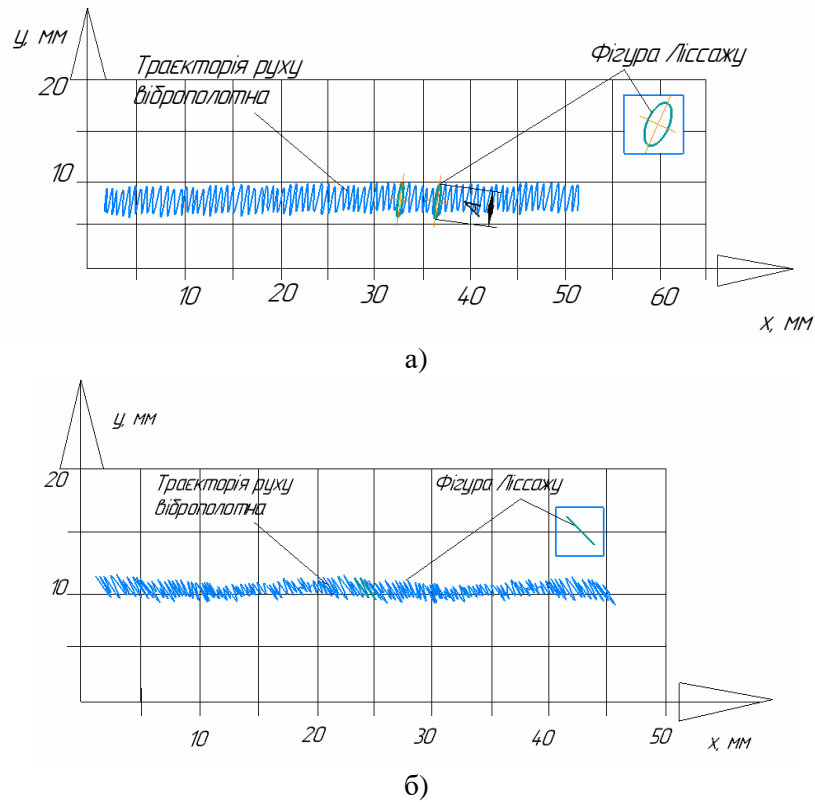 y, мм
Траєкторія руху
віброполотна
Фігура Ліссажу
20
10
A
10
20
30
40
50
60
x, мм
а)
y, мм
20
Траєкторія руху
віброполотна
Фігура Ліссажу
10
10
20
30
40
50
x, мм
б)